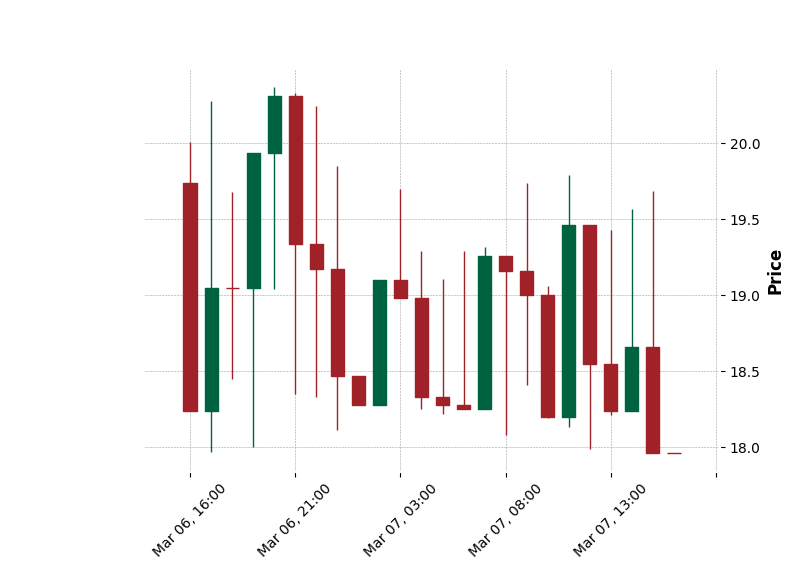 20.0
19.5
19.0
18.5
18.0
Price
Mar 06, 16:00
Mar 06, 21:00
Mar 07, 03:00
Mar 07, 08:00
Mar 07, 13:00